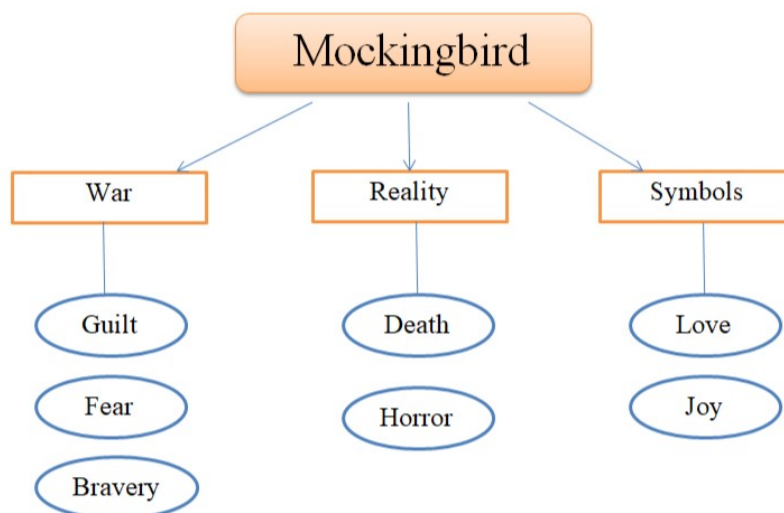 Mockingbird
War
Reality
Symbols
Guilt
Death
Love
Fear
Horror
Joy
Bravery